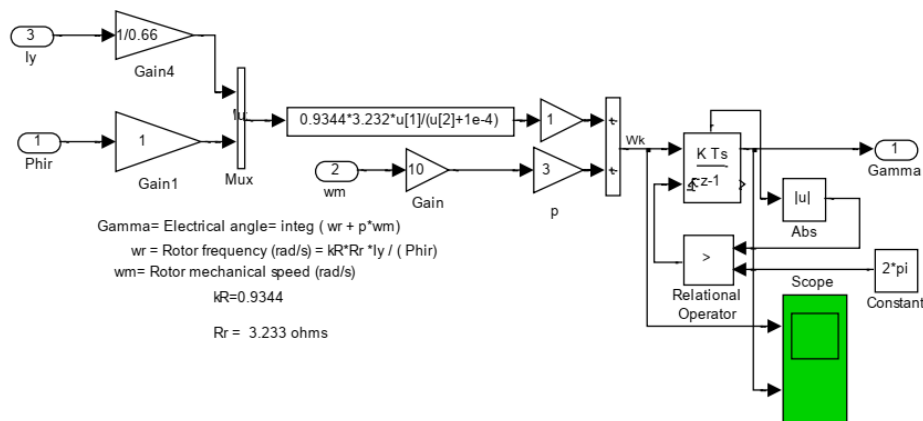 3
Iy
1/0.66
Gain4
1
Phir
1
Gain1
Mux
0.9344*3.232*u[1]/(u[2]+1e-4)
1
2
wm
10
Gain
3
p
Wk
K Ts
z-1
1
Gamma
|u|
Abs
>
Relational
Operator
2*pi
Constant
Scope
Gamma= Electrical angle= integ ( wr + p*wm)
wr = Rotor frequency (rad/s) = kR*Rr *Iy / ( Phir)
wm= Rotor mechanical speed (rad/s)
kR=0.9344
Rr = 3.233 ohms